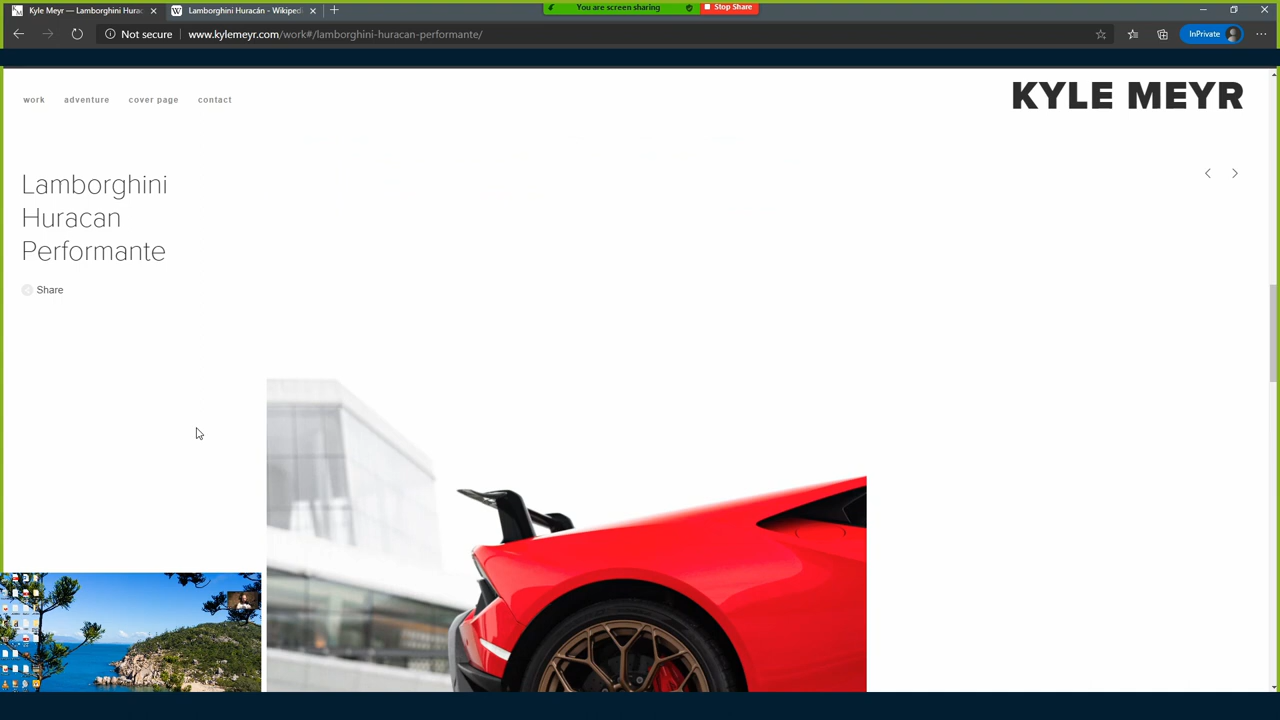 Kyle Meyr — Lamborghini Hurac
Lamborghini Huracán - Wikiped
You are screen sharing
Stop Share
Not secure
www.kylemeyr.com/work#/lamborghini-huracan-performante/
InPrivate
work
adventure
cover page
contact
KYLE MEYR
Lamborghini
Huracan
Performante
Share